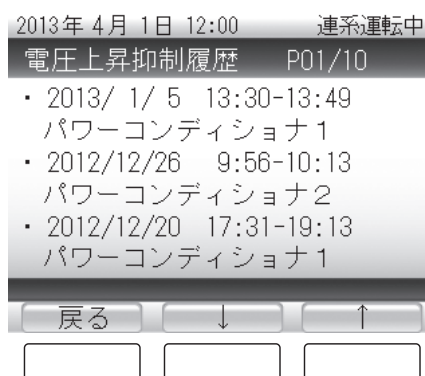 2013年 4月 1日 12:00 連系運転中
電圧上昇抑制履歴 P01/10
・ 2013/ 1/ 5 13:30-13:49
パワーコンディショナ1
・ 2012/12/26 9:56-10:13
パワーコンディショナ2
・ 2012/12/20 17:31-19:13
パワーコンディショナ1
戻る ↓ ↑